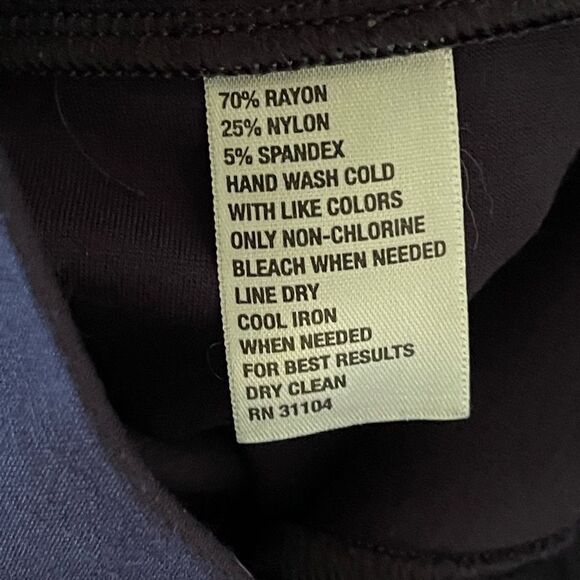 70% RAYON
25% NYLON
5% SPANDEX
HAND WASH COLD
WITH LIKE COLORS
ONLY NON-CHLORINE
BLEACH WHEN NEEDED
LINE DRY
COOL IRON
WHEN NEEDED
FOR BEST RESULTS
DRY CLEAN
RN 31104